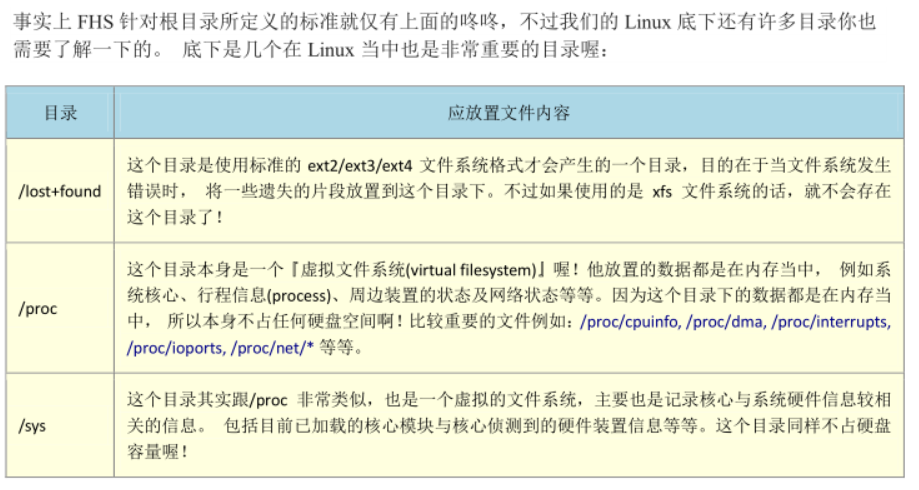 事实上 FHS 针对根目录所定义的标准就仅有上面的咚咚，不过我们的 Linux 底下还有许多目录你也
需要了解一下的。 底下是几个在 Linux 当中也是非常重要的目录喔：
目录
应放置文件内容
/lost+found
这个目录是使用标准的 ext2/ext3/ext4 文件系统格式才会产生的一个目录，目的在于当文件系统发生
错误时， 将一些遗失的片段放置到这个目录下。不过如果使用的是 xfs 文件系统的话，就不会存在
这个目录了！
/proc
这个目录本身是一个『虚拟文件系统(virtual filesystem)』喔！他放置的数据都是在内存当中， 例如系
统核心、行程信息(process)、周边装置的状态及网络状态等等。因为这个目录下的数据都是在内存当
中， 所以本身不占任何硬盘空间啊！比较重要的文件例如：/proc/cpuinfo, /proc/dma, /proc/interrupts,
/proc/ioports, /proc/net/* 等等。
/sys
这个目录其实跟/proc 非常类似，也是一个虚拟的文件系统，主要也是记录核心与系统硬件信息较相
关的信息。 包括目前已加载的核心模块与核心侦测到的硬件装置信息等等。这个目录同样不占硬盘
容量喔！